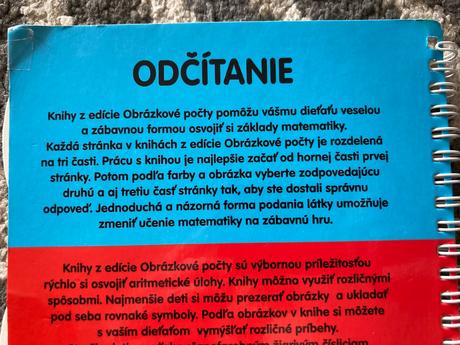 ODČÍTANIE
Knihy z edície Obrázkové počty pomôžu vášmu dieťaťu veselou
a zábavnou formou osvojiť si základy matematiky.
Každá stránka v knihách z edície Obrázkové počty je rozdelená
na tri časti. Prácu s knihou je najlepšie začať od hornej časti prvej
stránky. Potom podľa farby a obrázka vyberte zodpovedajúcu
druhú a aj tretiu časť stránky tak, aby ste dostali správnu
odpoveď. Jednoduchá a názorná forma podania látky umožňuje
zmeniť učenie matematiky na zábavnú hru.
Knihy z edície Obrázkové počty sú výbornou príležitosťou
rýchlo si osvojiť aritmetické úlohy. Knihy možno využiť rozličnými
spôsobmi. Najmenšie deti si môžu prezerať obrázky a ukladať
pod seba rovnaké symboly. Podľa obrázkov v knihe si môžete
s vaším dieťaťom vymýšľať rozličné príbehy.